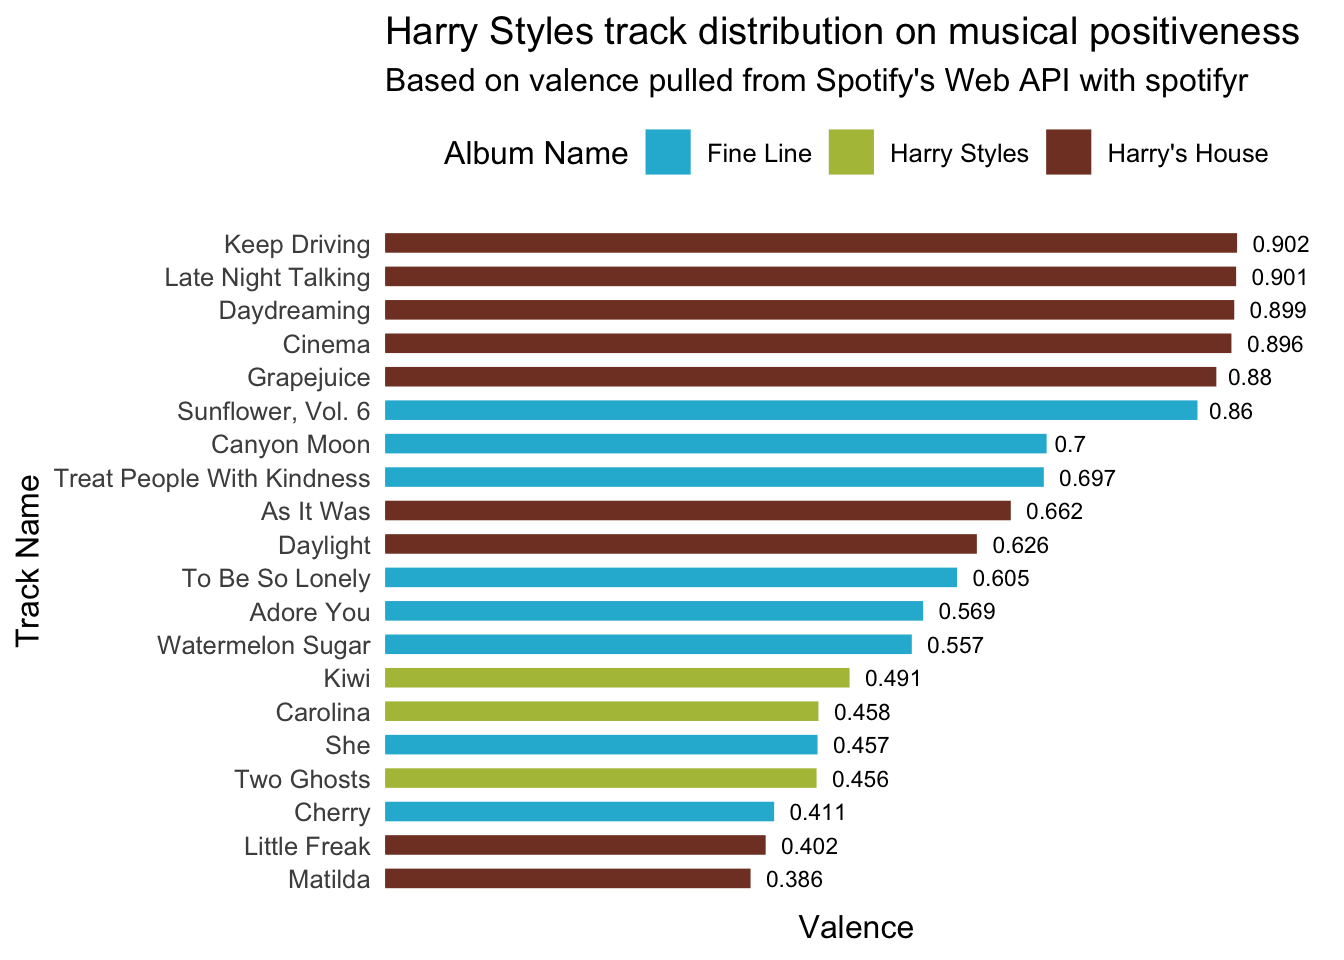 Harry Styles track distribution on musical positiveness
Based on valence pulled from Spotify's Web API with spotifyr
Album Name Fine Line Harry Styles Harry's House
Keep Driving 0.902
Late Night Talking 0.901
Daydreaming 0.899
Cinema 0.896
Grapejuice 0.88
Sunflower, Vol. 6 0.86
Canyon Moon 0.7
Treat People With Kindness 0.697
As It Was 0.662
Daylight 0.626
To Be So Lonely 0.605
Adore You 0.569
Watermelon Sugar 0.557
Kiwi 0.491
Carolina 0.458
She 0.457
Two Ghosts 0.456
Cherry 0.411
Little Freak 0.402
Matilda 0.386
Track Name
Valence